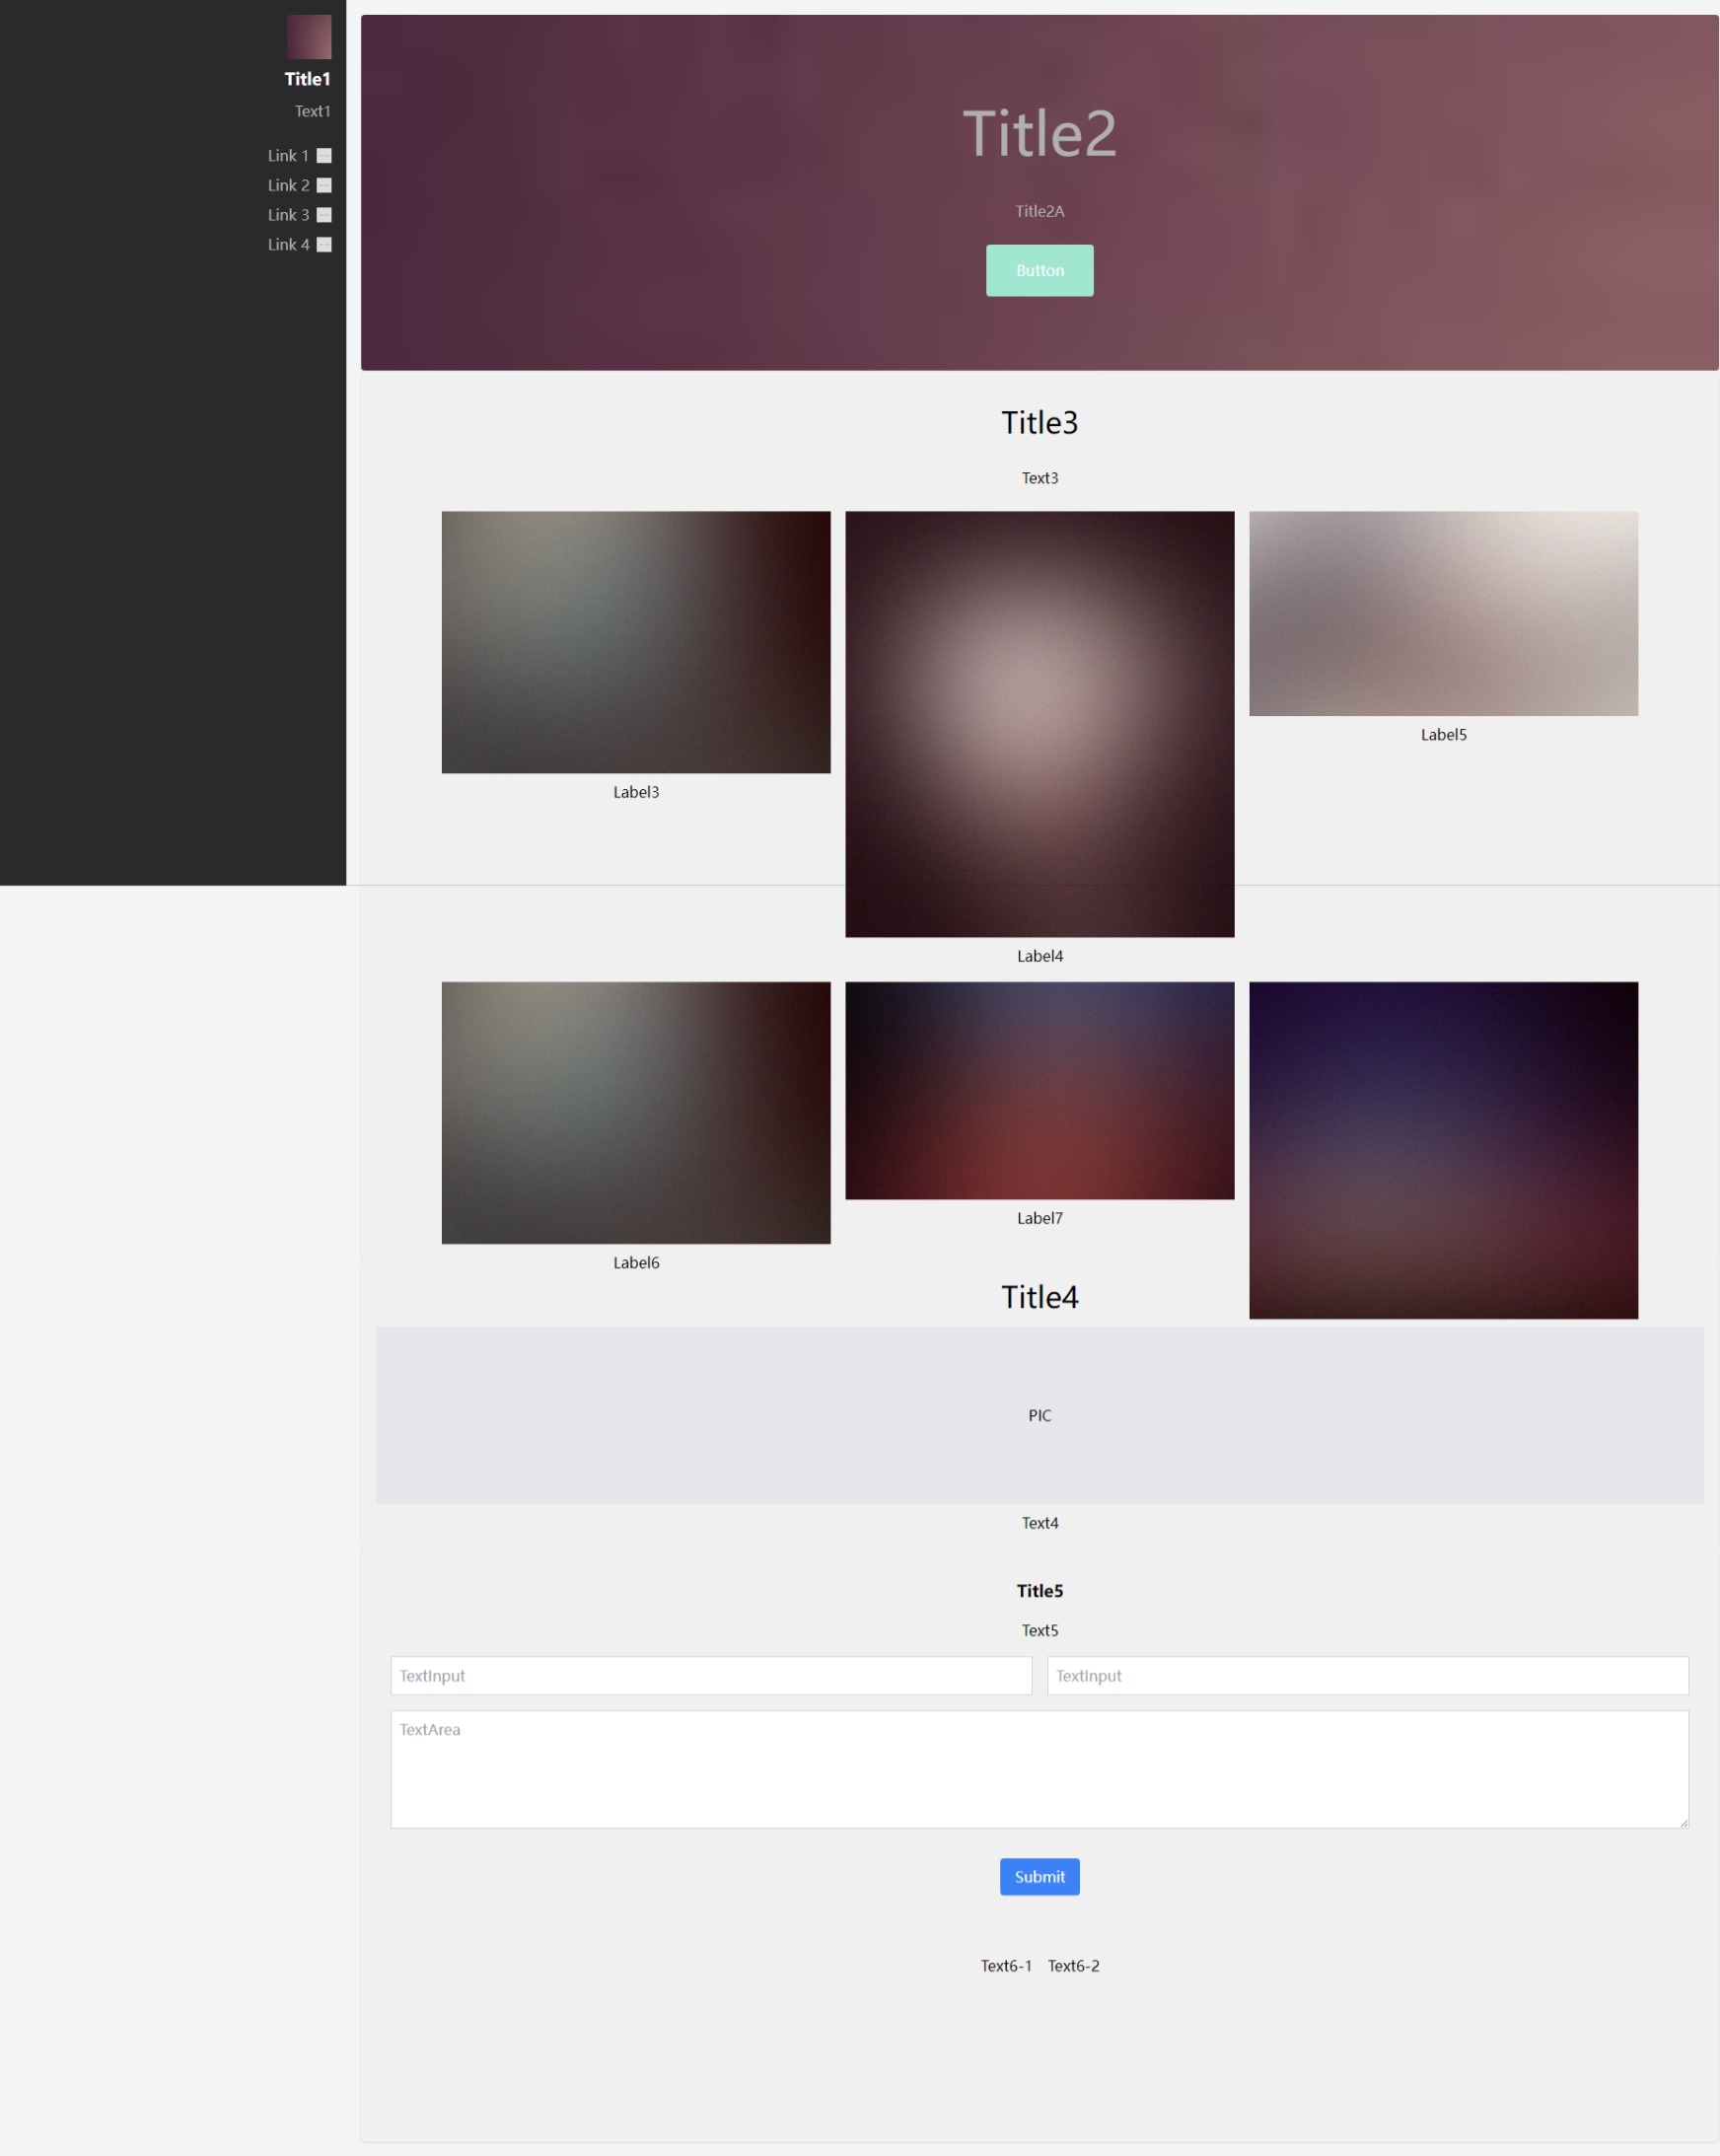 Title1
Text1
Link 1
Link 2
Link 3
Link 4
Title2
Title2A
Button
Title3
Text3
Label3
Label4
Label5
Label6
Label7
Title4
PIC
Text4
Title5
Text5
TextInput TextInput
TextArea
Submit
Text6-1 Text6-2